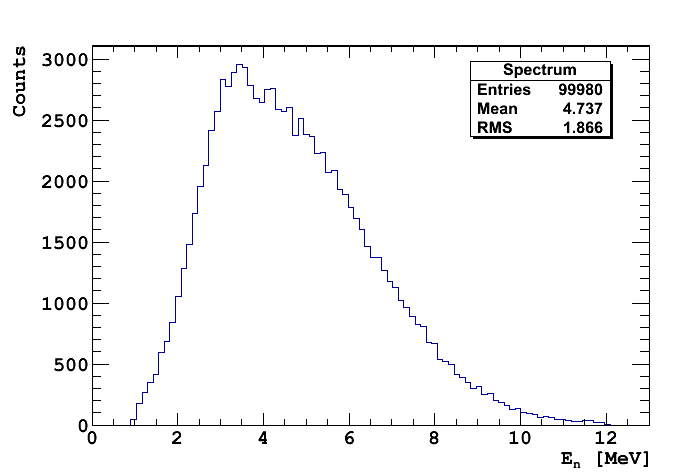 Counts
3000
2500
2000
1500
1000
500
0
Spectrum
Entries 99980
Mean 4.737
RMS 1.866
0 2 4 6 8 10 12
E_n [MeV]